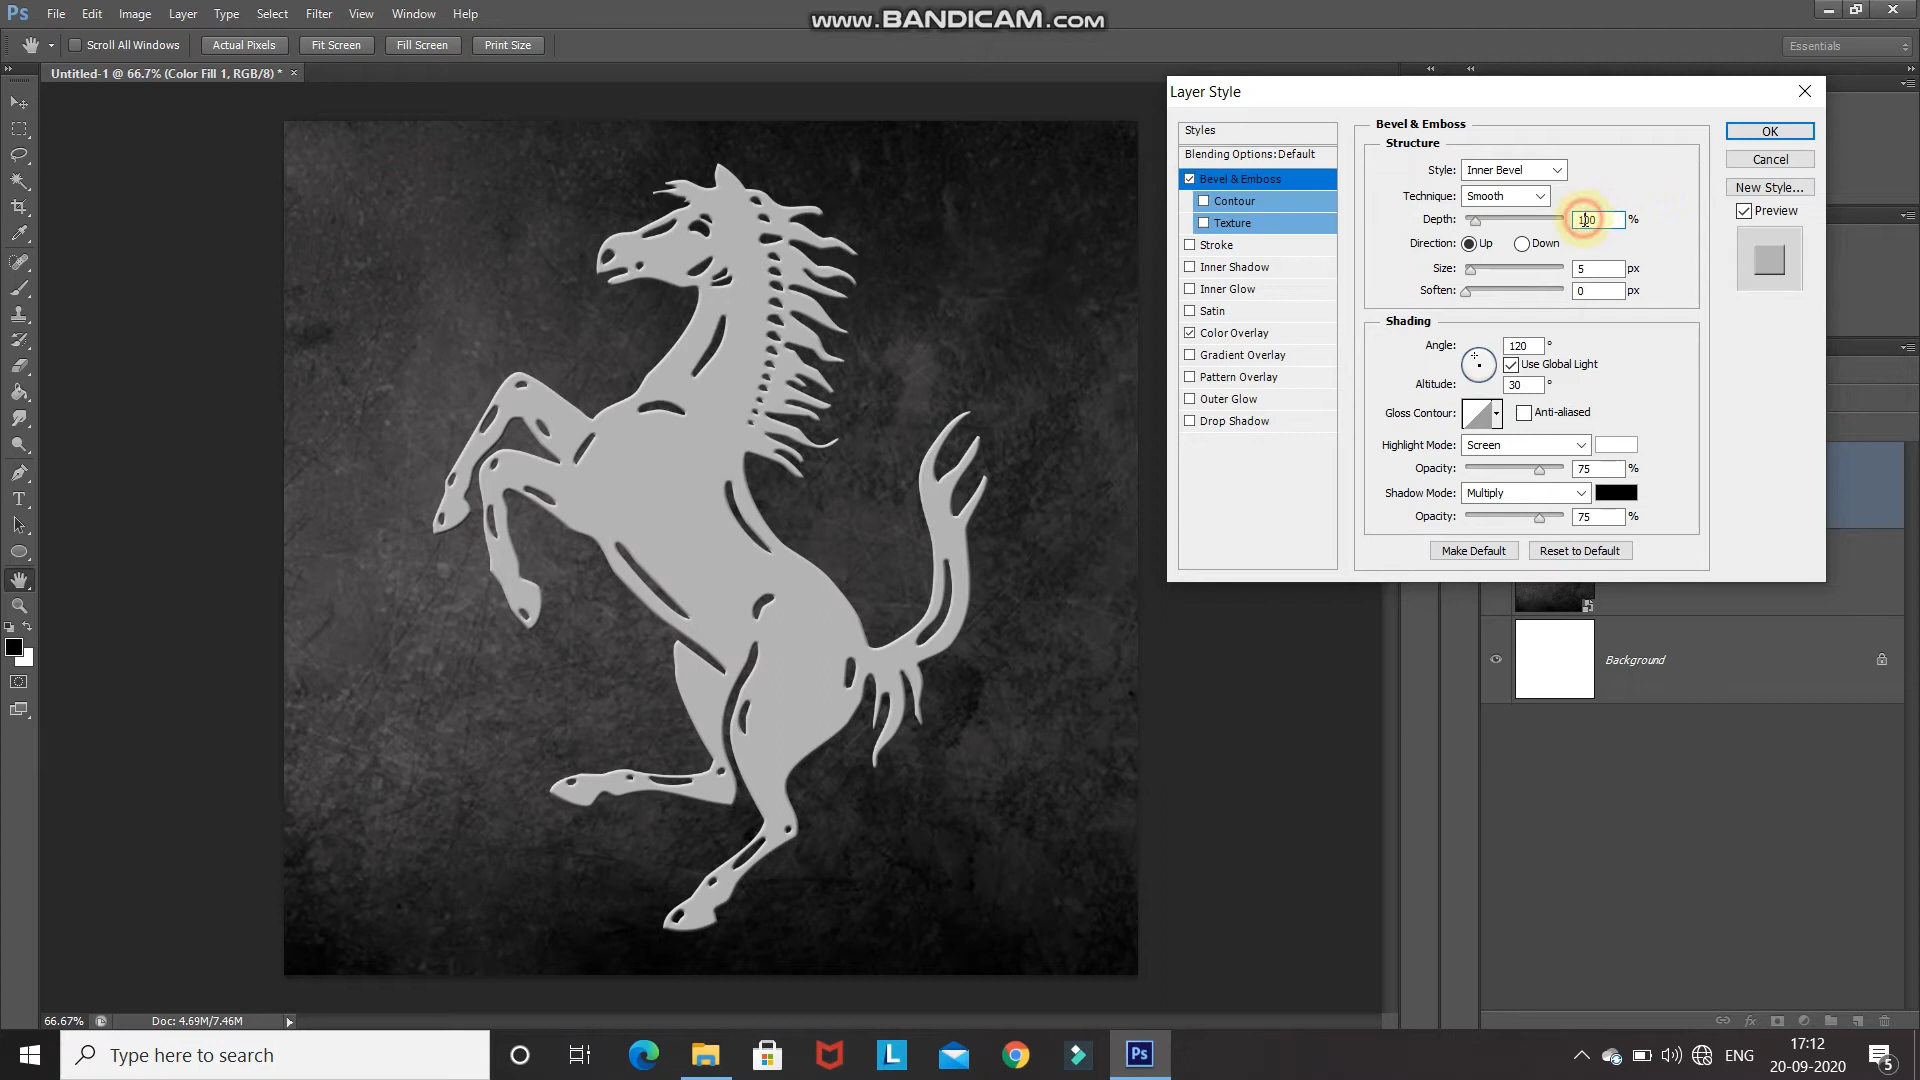 www.BANDICAM.com
Ps File Edit Image Layer Type Select Filter View Window Help
Scroll All Windows Actual Pixels Fit Screen Fill Screen Print Size Essentials
Untitled-1 @ 66.7% (Color Fill 1, RGB/8) * ×
Layer Style
Styles
Blending Options: Default
Bevel & Emboss
Contour
Texture
Stroke
Inner Shadow
Inner Glow
Satin
Color Overlay
Gradient Overlay
Pattern Overlay
Outer Glow
Drop Shadow
Bevel & Emboss
Structure
Style: Inner Bevel
Technique: Smooth
Depth: 100 %
Direction: Up Down
Size: 5 px
Soften: 0 px
Shading
Angle: 120 °
Use Global Light
Altitude: 30 °
Gloss Contour: Anti-aliased
Highlight Mode: Screen
Opacity: 75 %
Shadow Mode: Multiply
Opacity: 75 %
Make Default Reset to Default
OK
Cancel
New Style...
Preview
Background
66.67% Doc: 4.69M/7.46M
Type here to search
L
Ps
ENG
17:12
20-09-2020
5